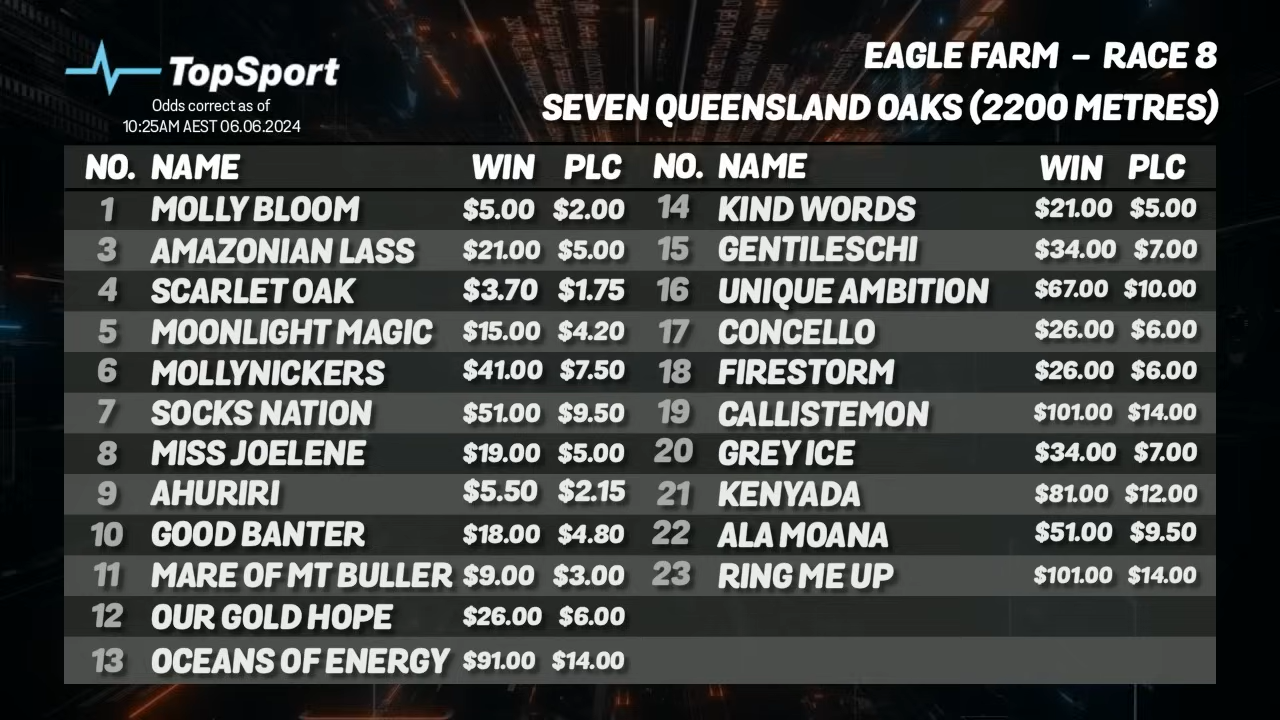 TopSport
Odds correct as of
10:25AM AEST 06.06.2024
EAGLE FARM – RACE 8
SEVEN QUEENSLAND OAKS (2200 METRES)
NO. NAME WIN PLC NO. NAME WIN PLC
1 MOLLY BLOOM $5.00 $2.00 14 KIND WORDS $21.00 $5.00
3 AMAZONIAN LASS $21.00 $5.00 15 GENTILESCHI $34.00 $7.00
4 SCARLET OAK $3.70 $1.75 16 UNIQUE AMBITION $67.00 $10.00
5 MOONLIGHT MAGIC $15.00 $4.20 17 CONCELLO $26.00 $6.00
6 MOLLYNICKERS $41.00 $7.50 18 FIRESTORM $26.00 $6.00
7 SOCKS NATION $51.00 $9.50 19 CALLISTEMON $101.00 $14.00
8 MISS JOELENE $19.00 $5.00 20 GREY ICE $34.00 $7.00
9 AHURIRI $5.50 $2.15 21 KENYADA $81.00 $12.00
10 GOOD BANTER $18.00 $4.80 22 ALA MOANA $51.00 $9.50
11 MARE OF MT BULLER $9.00 $3.00 23 RING ME UP $101.00 $14.00
12 OUR GOLD HOPE $26.00 $6.00
13 OCEANS OF ENERGY $91.00 $14.00